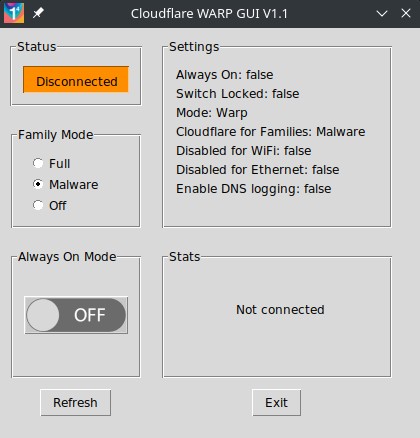 Cloudflare WARP GUI V1.1
Status
Disconnected
Family Mode
Full
Malware
Off
Settings
Always On: false
Switch Locked: false
Mode: Warp
Cloudflare for Families: Malware
Disabled for WiFi: false
Disabled for Ethernet: false
Enable DNS logging: false
Always On Mode
OFF
Stats
Not connected
Refresh
Exit